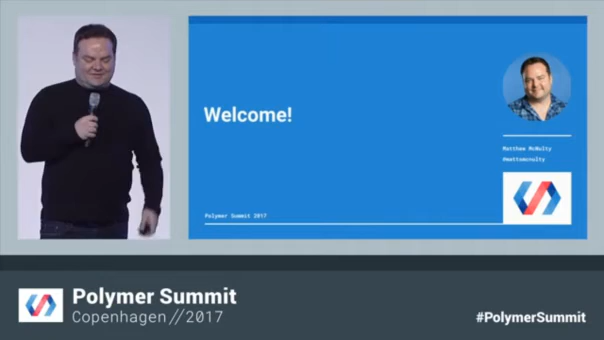 Welcome!
Matthew McNulty
@mattsmcnulty
Polymer Summit 2017
Polymer Summit
Copenhagen //2017
#PolymerSummit